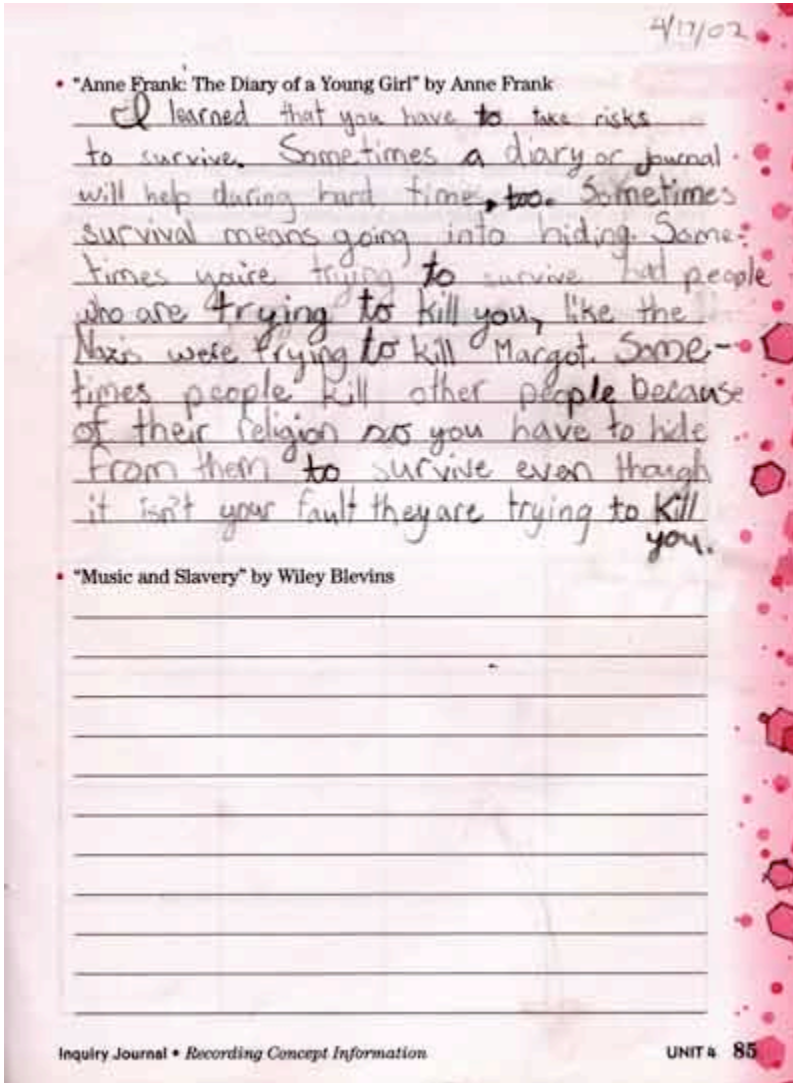 4/17/02
• "Anne Frank: The Diary of a Young Girl" by Anne Frank
I learned that you have to take risks
to survive. Sometimes a diary or journal
will help during hard times, too. Sometimes
survival means going into hiding. Some-
times you're trying to survive bad people
who are trying to kill you, like the
Nazis were trying to kill Margot. Some-
times people kill other people because
of their religion so you have to hide
from them to survive even though
it isn't your fault they are trying to kill
you.
• "Music and Slavery" by Wiley Blevins
Inquiry Journal • Recording Concept Information UNIT 4 85